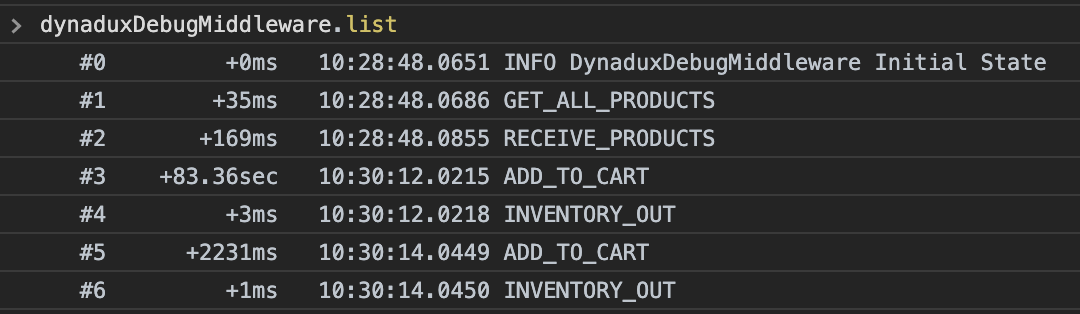 > dynaduxDebugMiddleware.list
#0 +0ms 10:28:48.0651 INFO DynaduxDebugMiddleware Initial State
#1 +35ms 10:28:48.0686 GET_ALL_PRODUCTS
#2 +169ms 10:28:48.0855 RECEIVE_PRODUCTS
#3 +83.36sec 10:30:12.0215 ADD_TO_CART
#4 +3ms 10:30:12.0218 INVENTORY_OUT
#5 +2231ms 10:30:14.0449 ADD_TO_CART
#6 +1ms 10:30:14.0450 INVENTORY_OUT